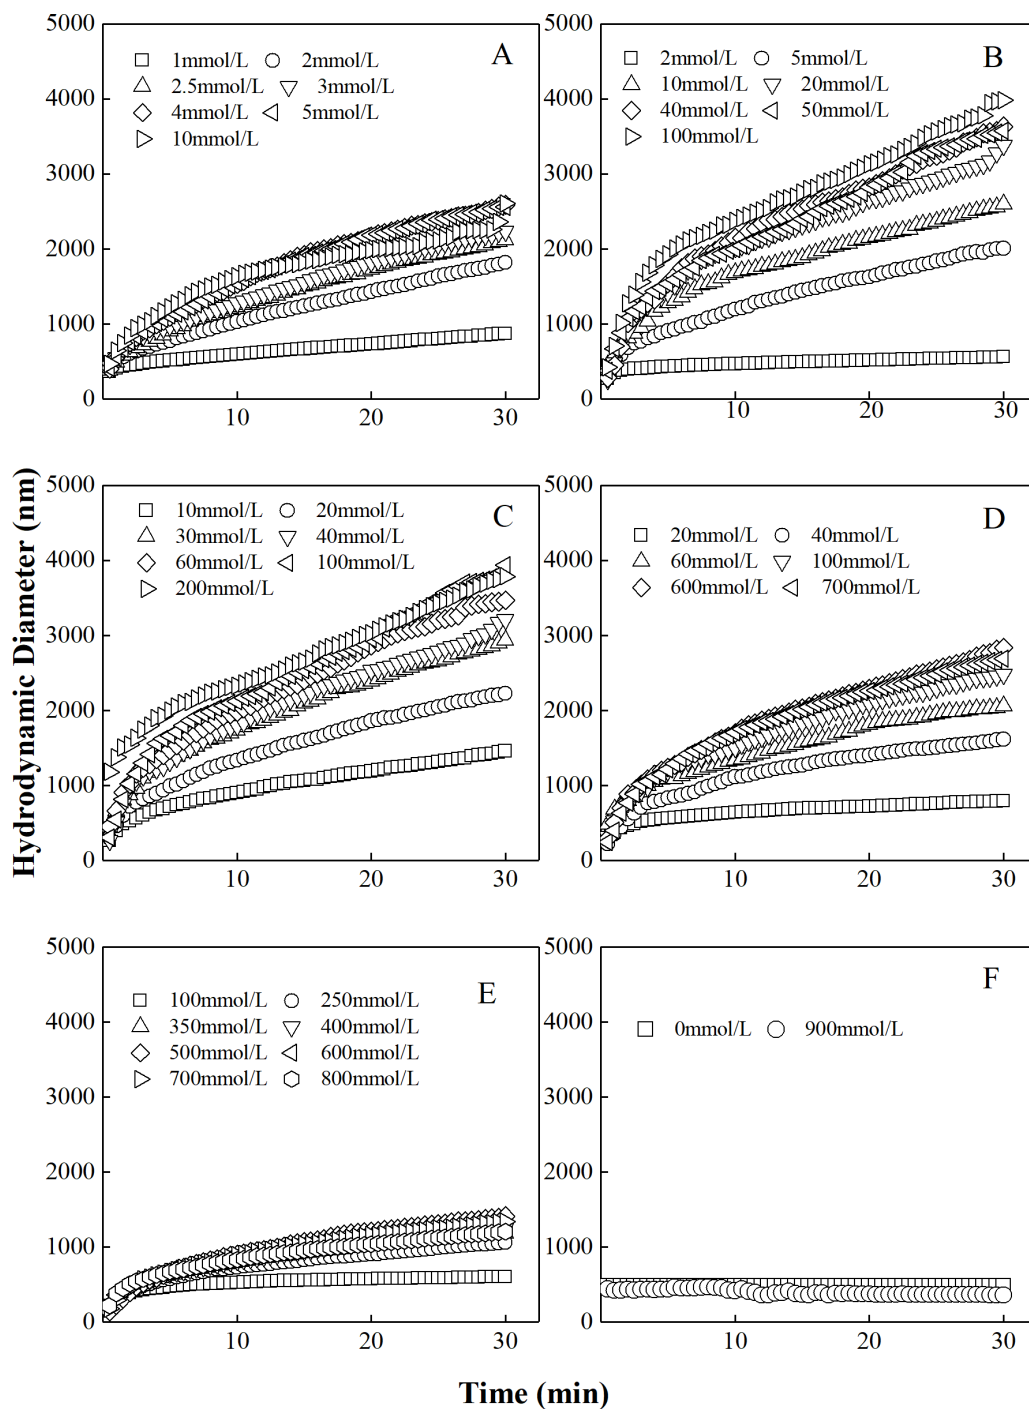 5000
4000
3000
2000
1000
0
10
20
30
A
1mmol/L 2mmol/L
2.5mmol/L 3mmol/L
4mmol/L 5mmol/L
10mmol/L
5000
4000
3000
2000
1000
0
10
20
30
B
2mmol/L 5mmol/L
10mmol/L 20mmol/L
40mmol/L 50mmol/L
100mmol/L
Hydrodynamic Diameter (nm)
5000
4000
3000
2000
1000
0
10
20
30
C
10mmol/L 20mmol/L
30mmol/L 40mmol/L
60mmol/L 100mmol/L
200mmol/L
5000
4000
3000
2000
1000
0
10
20
30
D
20mmol/L 40mmol/L
60mmol/L 100mmol/L
600mmol/L 700mmol/L
5000
4000
3000
2000
1000
0
10
20
30
E
100mmol/L 250mmol/L
350mmol/L 400mmol/L
500mmol/L 600mmol/L
700mmol/L 800mmol/L
5000
4000
3000
2000
1000
0
10
20
30
F
0mmol/L 900mmol/L
Time (min)